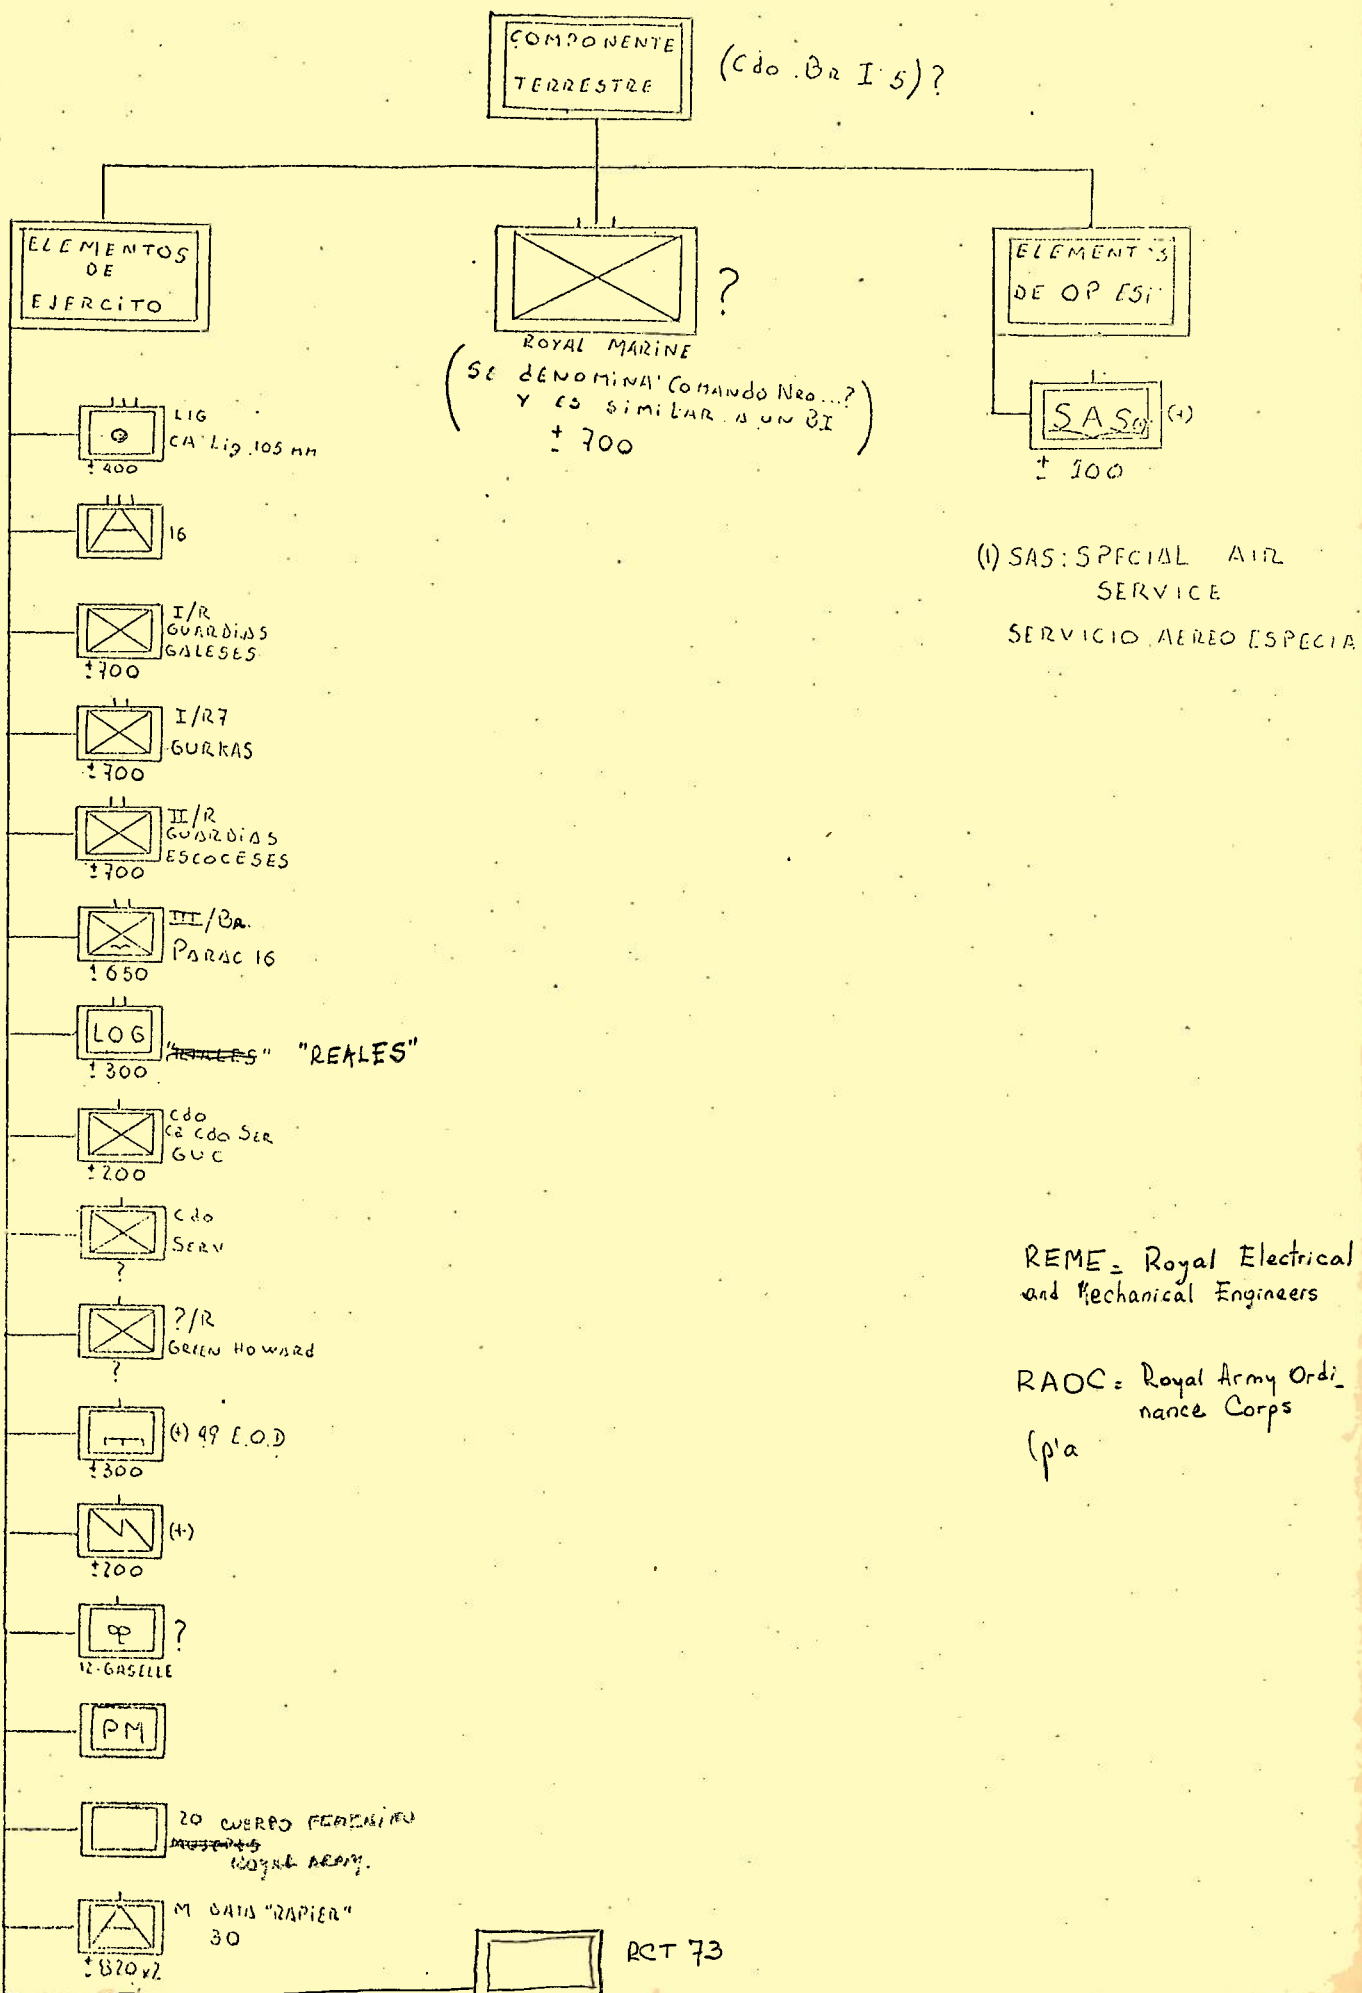 COMPONENTE
TERRESTRE
(Cdo. Br I 5)?
ELEMENTOS
DE
EJERCITO
?
ROYAL MARINE
(SE DENOMINA COMANDO Nro...?
Y ES SIMILAR A UN BI)
± 700
ELEMENTOS
DE OP ESP
SAS(1) (+)
± 100
(1) SAS: SPECIAL AIR
SERVICE
SERVICIO AEREO ESPECIA
LIG
CA Lig 105 mm
± 400
A 16
I/R
GUARDIAS
GALESES
± 700
I/R7
GURKAS
± 700
II/R
GUARDIAS
ESCOCESES
± 700
III/Br.
PARAC 16
± 650
LOG
"REALES" "REALES"
± 300
Cdo
Ca Cdo SER
GUC
± 200
Cdo
SERV
?
?/R
GREEN HOWARD
?
(+) 49 E.O.D
± 300
(+)
± 200
?
12-GASELLE
PM
20 CUERPO FEMENINO
ROYAL ARMY.
A
M "RAPIER"
30
± 820 x2
RCT 73
REME = Royal Electrical
and Mechanical Engineers
RAOC = Royal Army Ordi_
nance Corps
(p'a